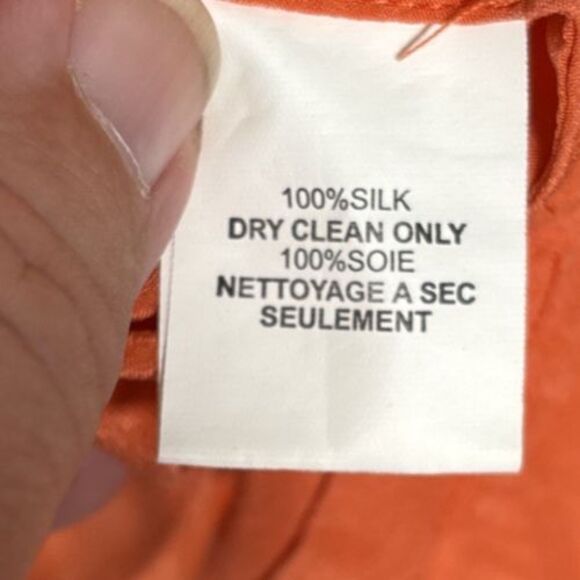 100%SILK
DRY CLEAN ONLY
100%SOIE
NETTOYAGE A SEC
SEULEMENT